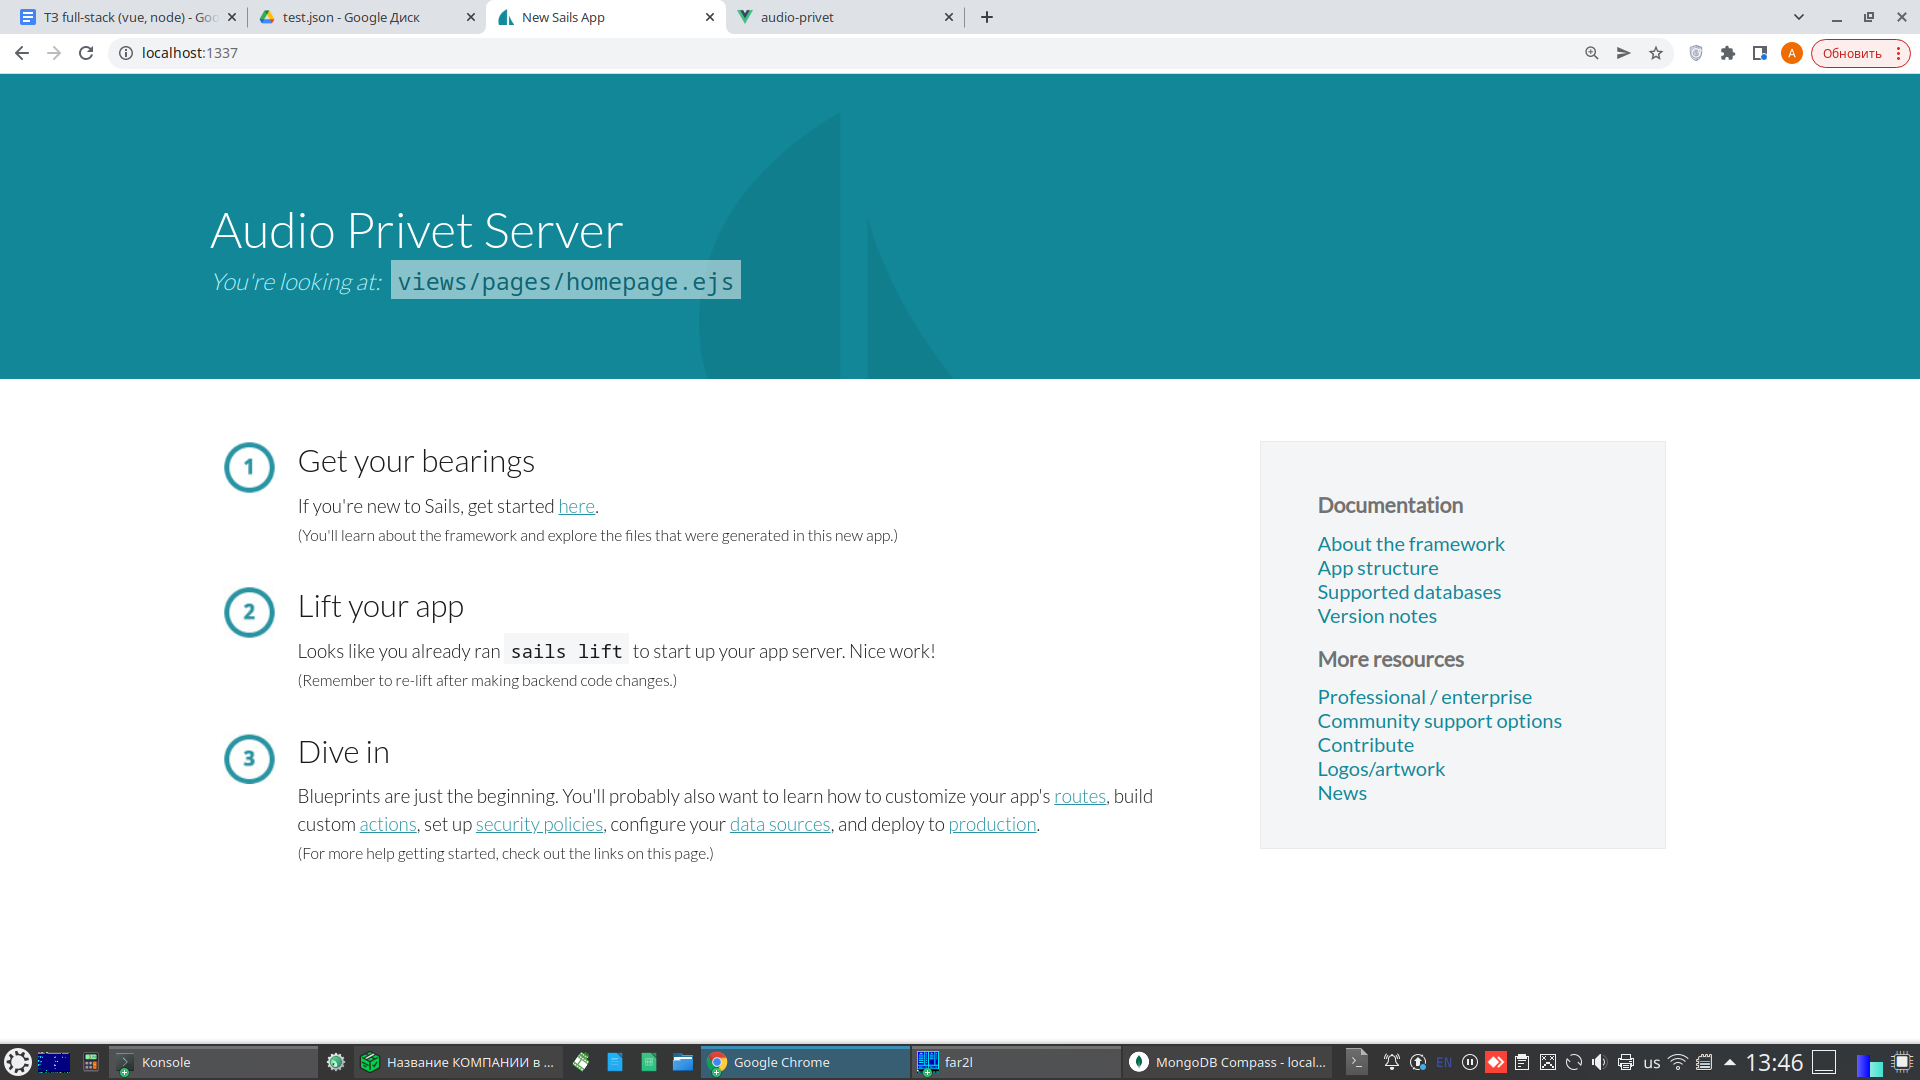 ТЗ full-stack (vue, node) - Goo
test.json - Google Диск
New Sails App
audio-privet
localhost:1337
A
Обновить
Audio Privet Server
You're looking at: views/pages/homepage.ejs
1
Get your bearings
If you're new to Sails, get started here.
(You'll learn about the framework and explore the files that were generated in this new app.)
2
Lift your app
Looks like you already ran sails lift to start up your app server. Nice work!
(Remember to re-lift after making backend code changes.)
3
Dive in
Blueprints are just the beginning. You'll probably also want to learn how to customize your app's routes, build
custom actions, set up security policies, configure your data sources, and deploy to production.
(For more help getting started, check out the links on this page.)
Documentation
About the framework
App structure
Supported databases
Version notes
More resources
Professional / enterprise
Community support options
Contribute
Logos/artwork
News
Konsole
Название КОМПАНИИ в ...
Google Chrome
far2l
MongoDB Compass - local...
EN
us
13:46